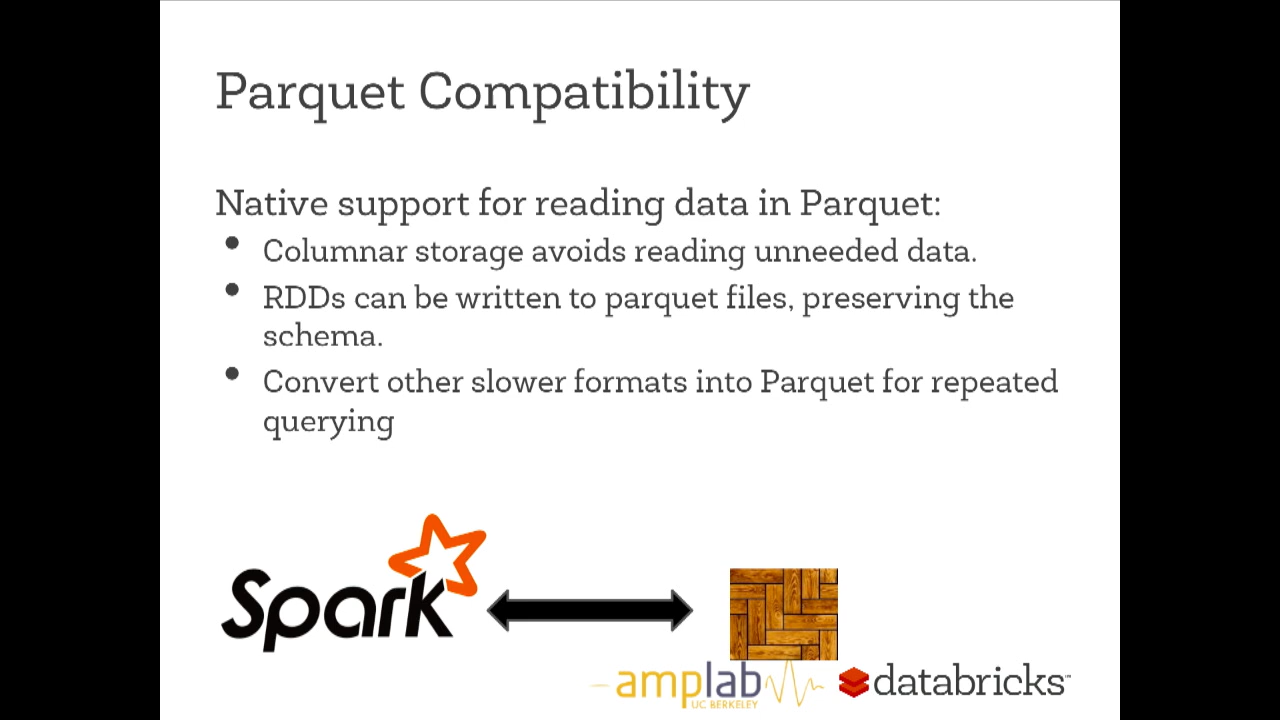 Parquet Compatibility
Native support for reading data in Parquet:
• Columnar storage avoids reading unneeded data.
• RDDs can be written to parquet files, preserving the
schema.
• Convert other slower formats into Parquet for repeated
querying
Spark
amplab
UC BERKELEY
databricks™